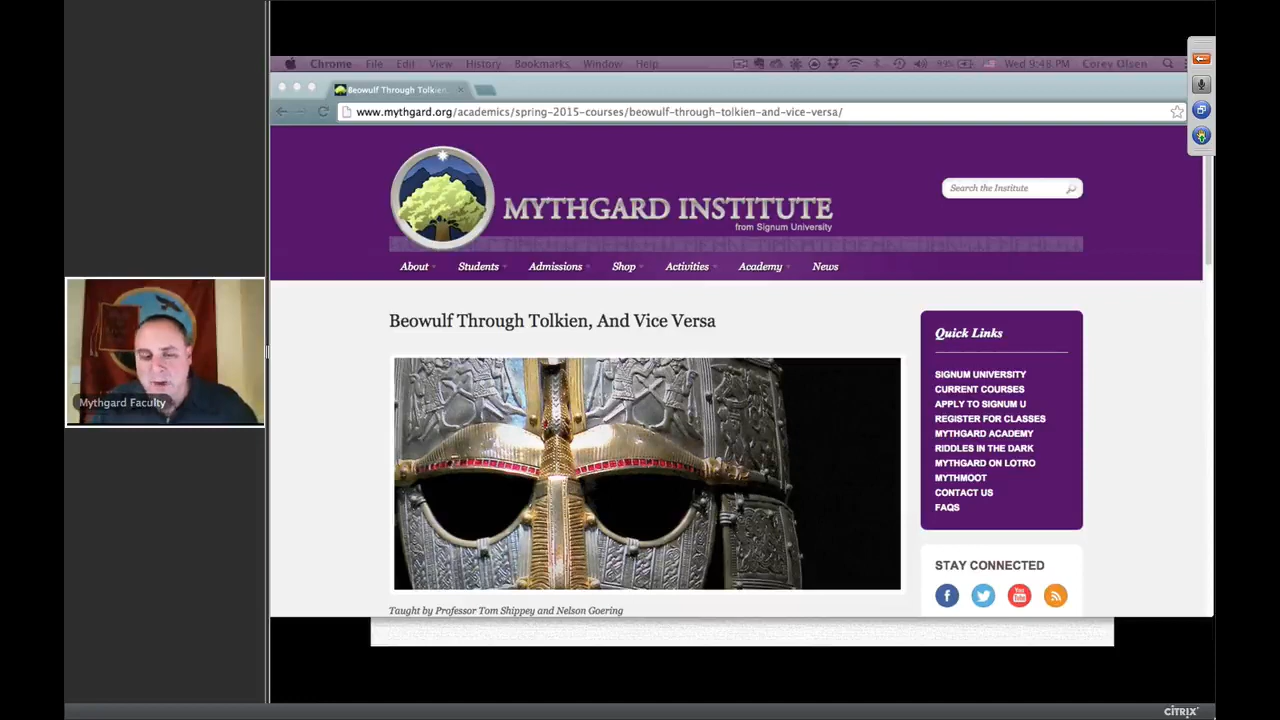 Chrome File Edit View History Bookmarks Window Help 93% Wed 9:48 PM Corey Olsen
Beowulf Through Tolkien,
www.mythgard.org/academics/spring-2015-courses/beowulf-through-tolkien-and-vice-versa/
MYTHGARD INSTITUTE
from Signum University
Search the Institute
About Students Admissions Shop Activities Academy News
Beowulf Through Tolkien, And Vice Versa
Quick Links
SIGNUM UNIVERSITY
CURRENT COURSES
APPLY TO SIGNUM U
REGISTER FOR CLASSES
MYTHGARD ACADEMY
RIDDLES IN THE DARK
MYTHGARD ON LOTRO
MYTHMOOT
CONTACT US
FAQS
Mythgard Faculty
STAY CONNECTED
You
Tube
Taught by Professor Tom Shippey and Nelson Goering
CITRIX